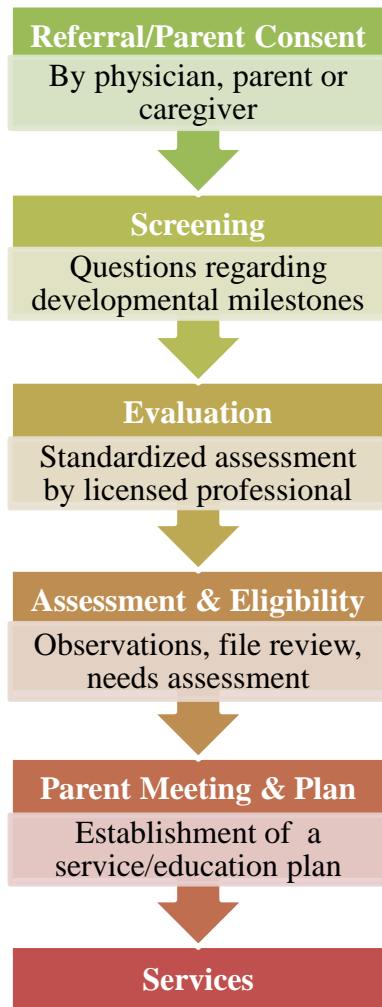 Referral/Parent Consent
By physician, parent or
caregiver
Screening
Questions regarding
developmental milestones
Evaluation
Standardized assessment
by licensed professional
Assessment & Eligibility
Observations, file review,
needs assessment
Parent Meeting & Plan
Establishment of a
service/education plan
Services